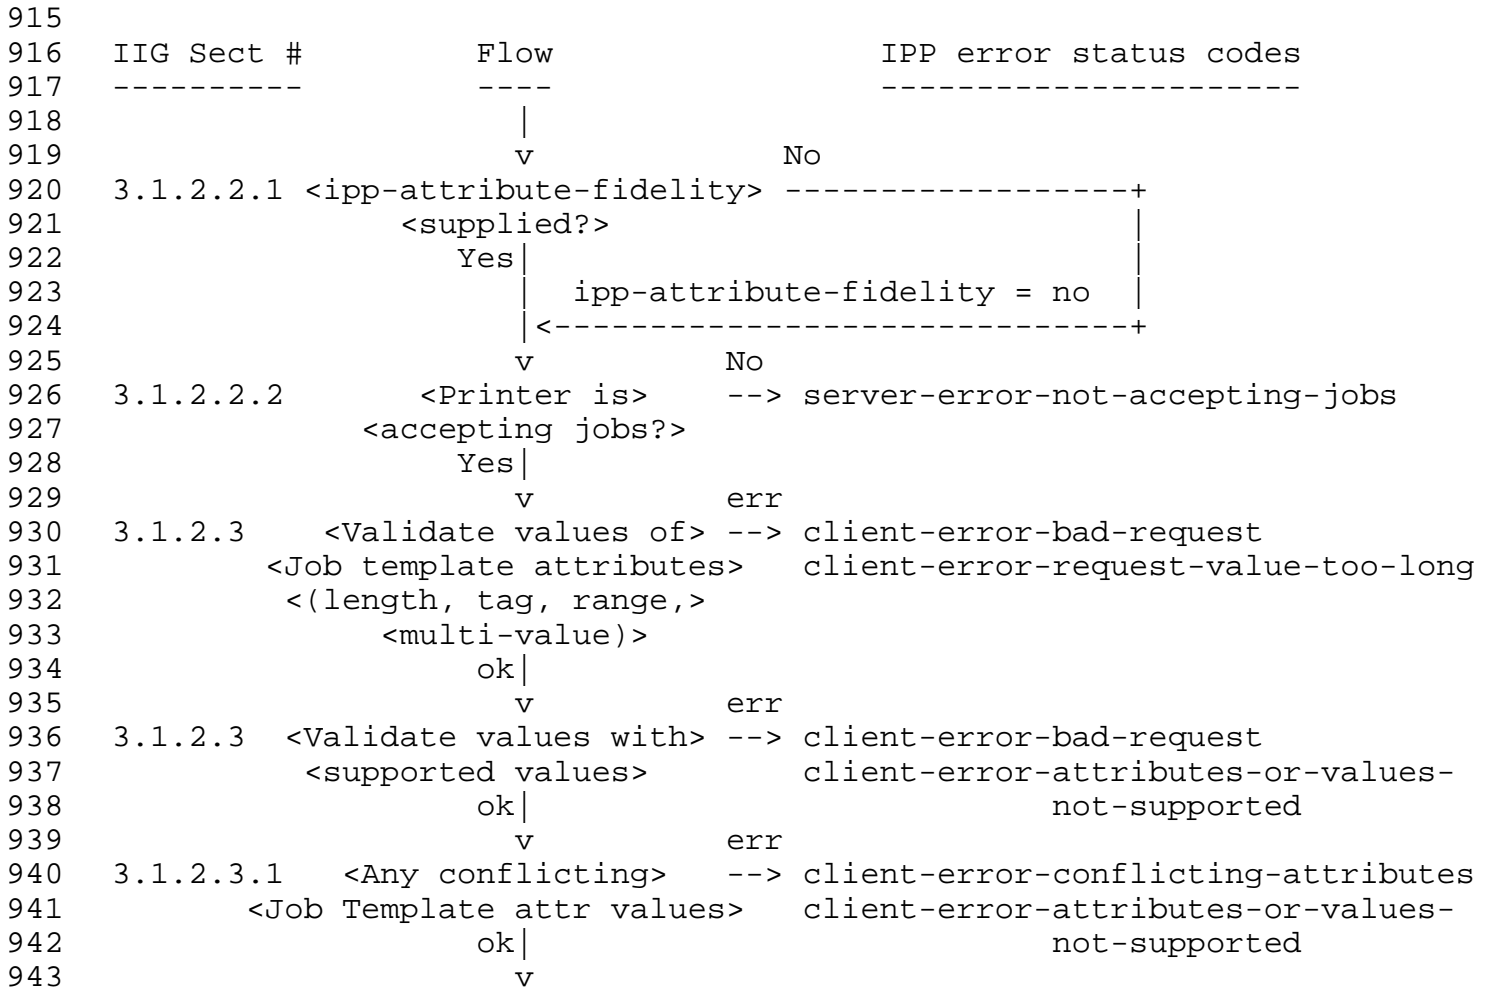 915
916   IIG Sect #         Flow                 IPP error status codes
917   ----------         ----                 ----------------------
918                        |
919                        v             No
920   3.1.2.2.1 <ipp-attribute-fidelity> ------------------+
921                  <supplied?>                           |
922                     Yes|                               |
923                        |  ipp-attribute-fidelity = no  |
924                        |<------------------------------+
925                        v          No
926   3.1.2.2.2       <Printer is>    --> server-error-not-accepting-jobs
927                <accepting jobs?>
928                     Yes|
929                        v          err
930   3.1.2.3    <Validate values of> --> client-error-bad-request
931           <Job template attributes>   client-error-request-value-too-long
932            <(length, tag, range,>
933                 <multi-value)>
934                      ok|
935                        v          err
936   3.1.2.3  <Validate values with> --> client-error-bad-request
937             <supported values>        client-error-attributes-or-values-
938                      ok|                           not-supported
939                        v          err
940   3.1.2.3.1   <Any conflicting>   --> client-error-conflicting-attributes
941          <Job Template attr values>   client-error-attributes-or-values-
942                      ok|                           not-supported
943                        v